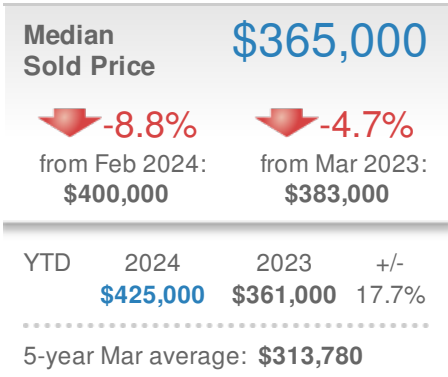 Median $365,000
Sold Price
-8.8% -4.7%
from Feb 2024: from Mar 2023:
$400,000 $383,000
YTD 2024 2023 +/-
$425,000 $361,000 17.7%
5-year Mar average: $313,780